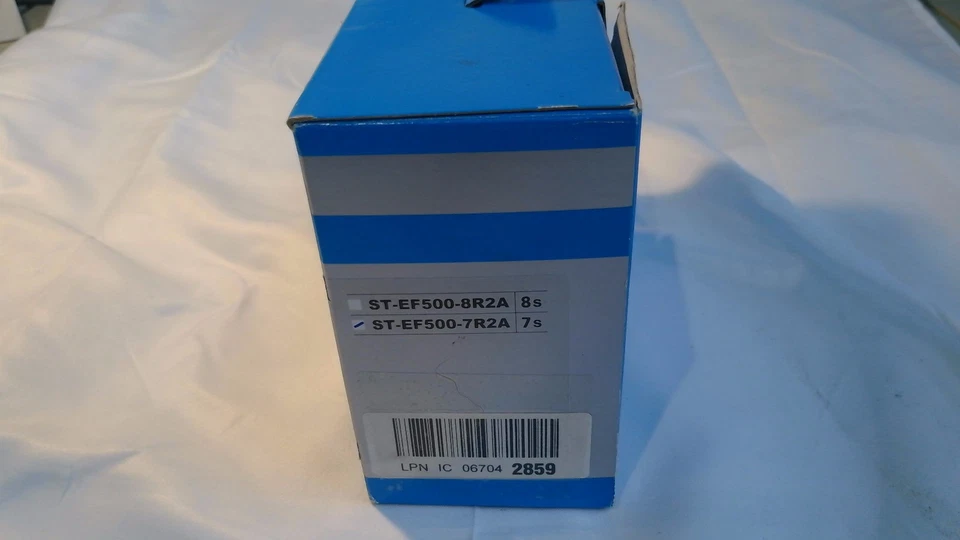 ST-EF500-8R2A 8s
ST-EF500-7R2A 7s
LPN IC 06704 2859